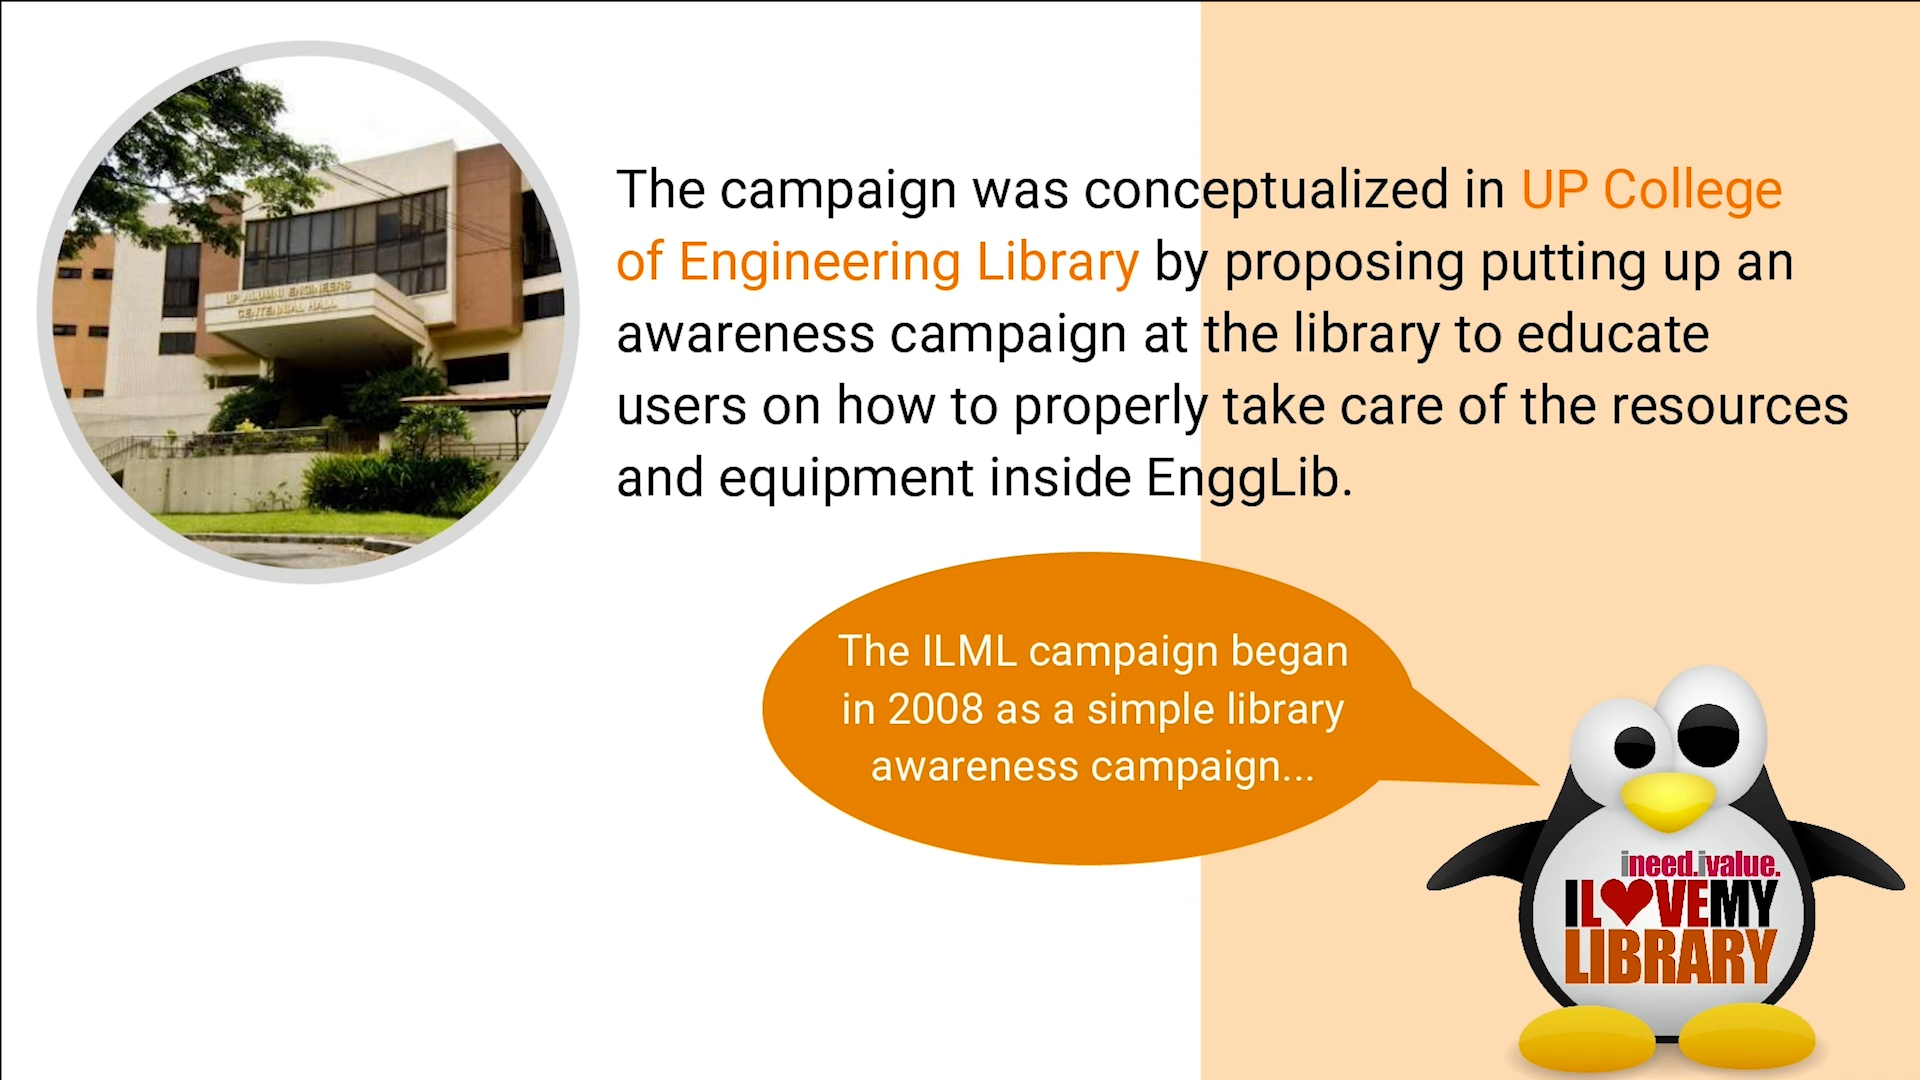 UP ALUMNI ENGINEERS
CENTENNIAL HALL
The campaign was conceptualized in UP College
of Engineering Library by proposing putting up an
awareness campaign at the library to educate
users on how to properly take care of the resources
and equipment inside EnggLib.
The ILML campaign began
in 2008 as a simple library
awareness campaign...
ineed.ivalue.
IL♥VEMY
LIBRARY